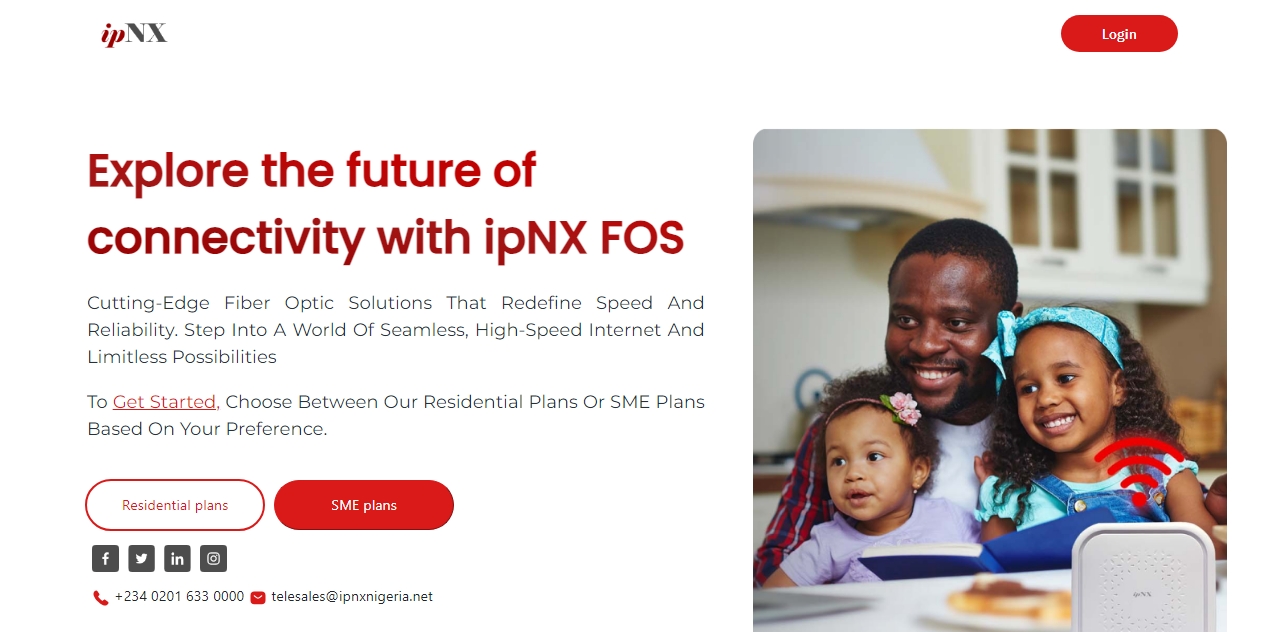 ipNX
Login
Explore the future of
connectivity with ipNX FOS
Cutting-Edge Fiber Optic Solutions That Redefine Speed And
Reliability. Step Into A World Of Seamless, High-Speed Internet And
Limitless Possibilities
To Get Started, Choose Between Our Residential Plans Or SME Plans
Based On Your Preference.
Residential plans
SME plans
+234 0201 633 0000
telesales@ipnxnigeria.net
ipNX